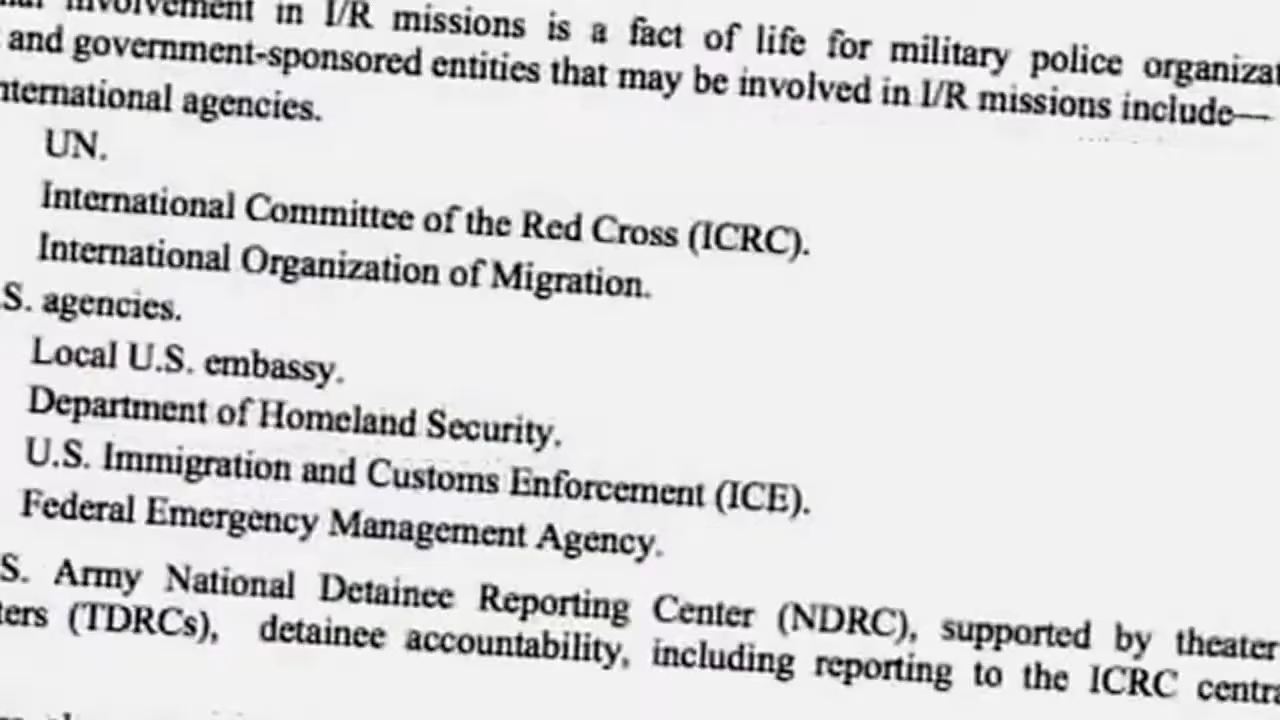 involvement in I/R missions is a fact of life for military police
and government-sponsored entities that may be involved in I/R missions include—
nternational agencies.
UN.
International Committee of the Red Cross (ICRC).
International Organization of Migration.
.S. agencies.
Local U.S. embassy.
Department of Homeland Security.
U.S. Immigration and Customs Enforcement (ICE).
Federal Emergency Management Agency.
S. Army National Detainee Reporting Center (NDRC), supported by theater
ters (TDRCs), detainee accountability, including reporting to the ICRC